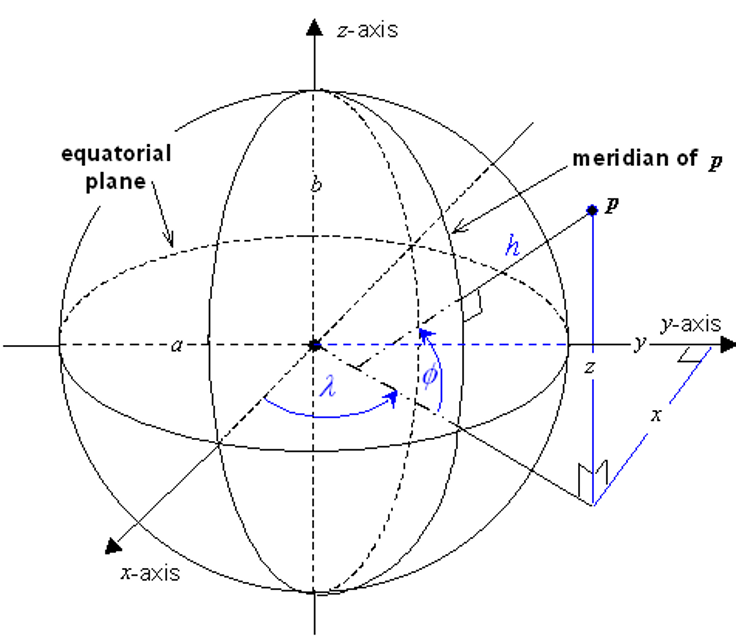 z-axis
equatorial
plane
meridian of p
b
p
h
y-axis
a
y
z
λ
ϕ
x
x-axis